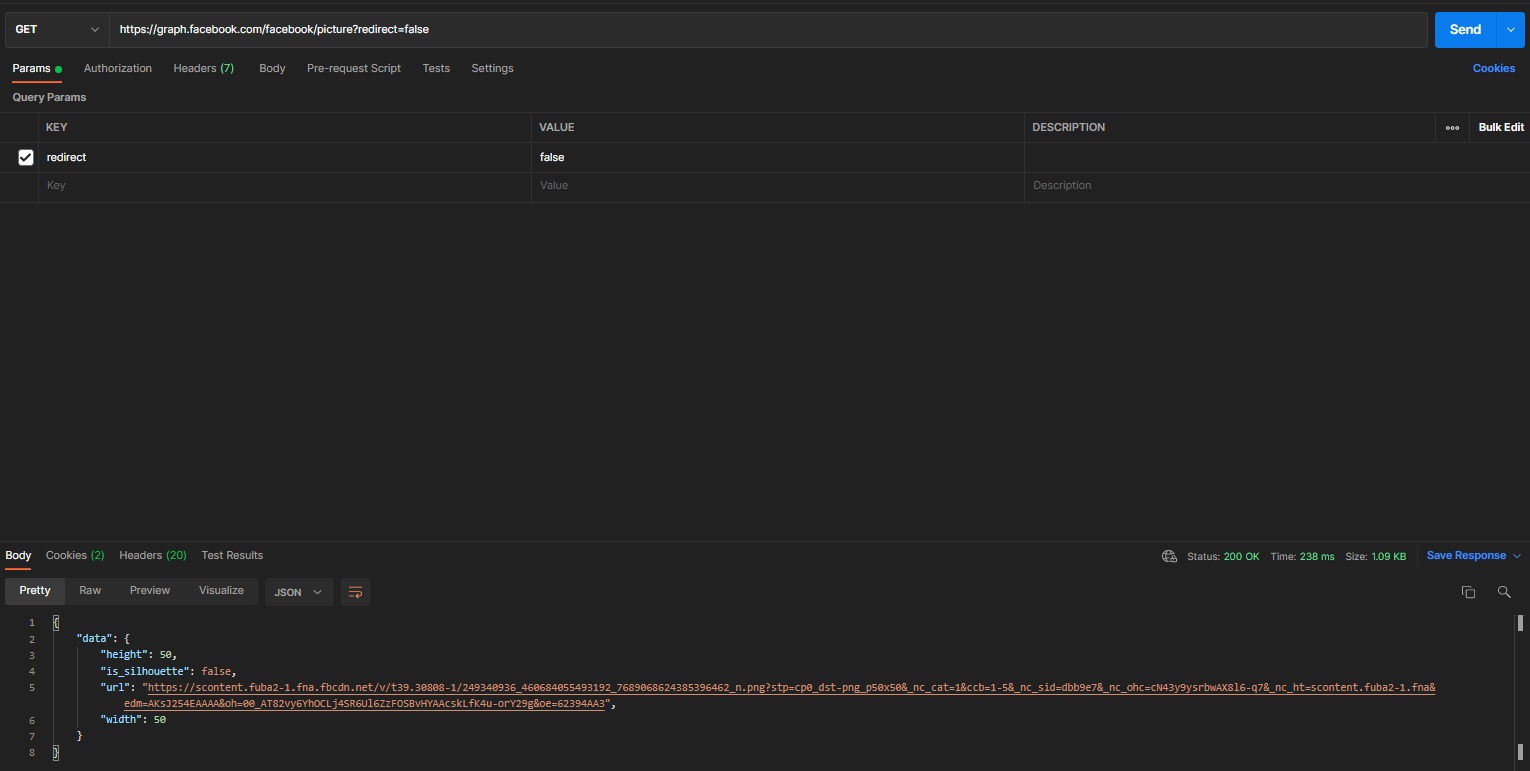 GET https://graph.facebook.com/facebook/picture?redirect=false Send
Params Authorization Headers (7) Body Pre-request Script Tests Settings Cookies
Query Params
KEY VALUE DESCRIPTION Bulk Edit
redirect false
Key Value Description
Body Cookies (2) Headers (20) Test Results Status: 200 OK Time: 238 ms Size: 1.09 KB Save Response
Pretty Raw Preview Visualize JSON
1 {
2 "data": {
3 "height": 50,
4 "is_silhouette": false,
5 "url": "https://scontent.fuba2-1.fna.fbcdn.net/v/t39.30808-1/249340936_460684055493192_7689068624385396462_n.png?stp=cp0_dst-png_p50x50&_nc_cat=1&ccb=1-5&_nc_sid=dbb9e7&_nc_ohc=cN43y9ysrbwAX8l6-q7&_nc_ht=scontent.fuba2-1.fna&
edm=AKsJ254EAAAA&oh=00_AT82vy6YhOCLj4SR6Ul6ZzFOSBvHYAAcskLfK4u-orY29g&oe=62394AA3",
6 "width": 50
7 }
8 }